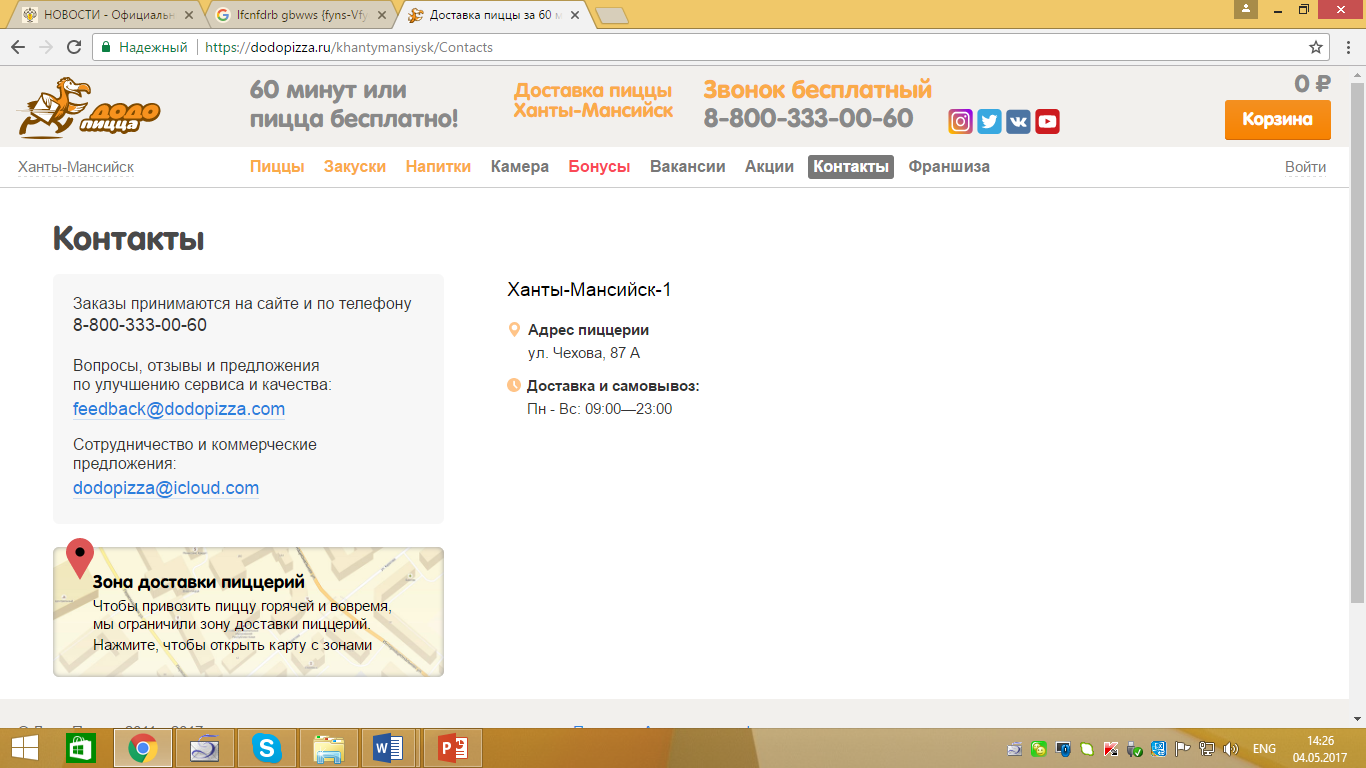 НОВОСТИ - Официальн
lfcnfdrb gbwws {fyns-Vfy
Доставка пиццы за 60 м
Надежный
https://dodopizza.ru/khantymansiysk/Contacts
ДОДО
пицца
60 минут или
пицца бесплатно!
Доставка пиццы
Ханты-Мансийск
Звонок бесплатный
8-800-333-00-60
0 ₽
Корзина
Ханты-Мансийск
Пиццы Закуски Напитки Камера Бонусы Вакансии Акции Контакты Франшиза
Войти
Контакты
Заказы принимаются на сайте и по телефону
8-800-333-00-60
Вопросы, отзывы и предложения
по улучшению сервиса и качества:
feedback@dodopizza.com
Сотрудничество и коммерческие
предложения:
dodopizza@icloud.com
Ханты-Мансийск-1
Адрес пиццерии
ул. Чехова, 87 А
Доставка и самовывоз:
Пн - Вс: 09:00—23:00
Зона доставки пиццерий
Чтобы привозить пиццу горячей и вовремя,
мы ограничили зону доставки пиццерий.
Нажмите, чтобы открыть карту с зонами
ENG
14:26
04.05.2017